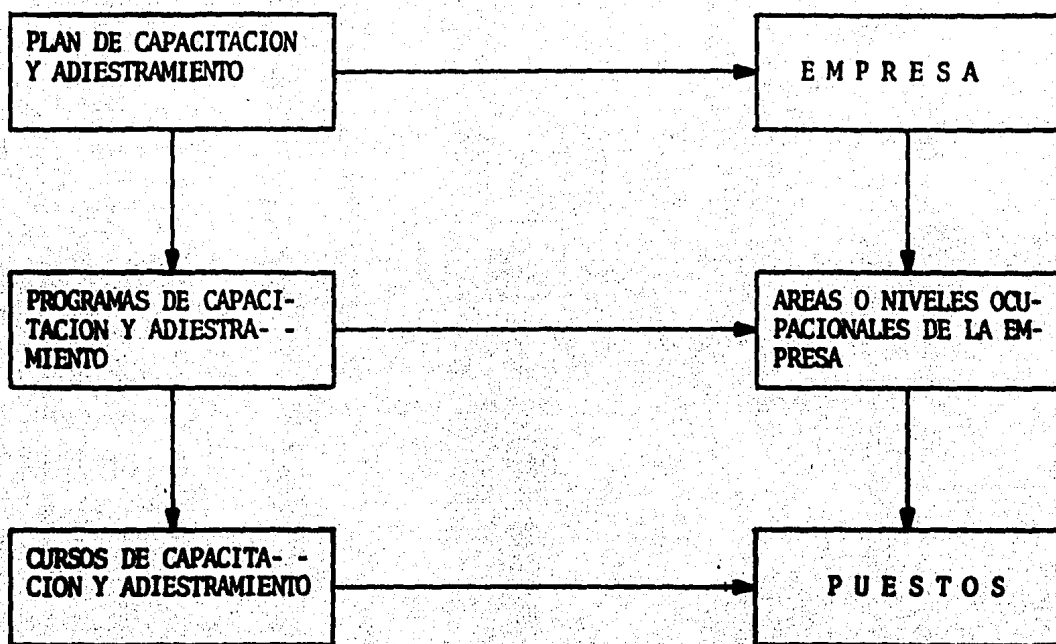 PLAN DE CAPACITACION
Y ADIESTRAMIENTO
E M P R E S A
PROGRAMAS DE CAPACI-
TACION Y ADIESTRA- -
MIENTO
AREAS O NIVELES OCU-
PACIONALES DE LA EM-
PRESA
CURSOS DE CAPACITA- -
CION Y ADIESTRAMIENTO
P U E S T O S